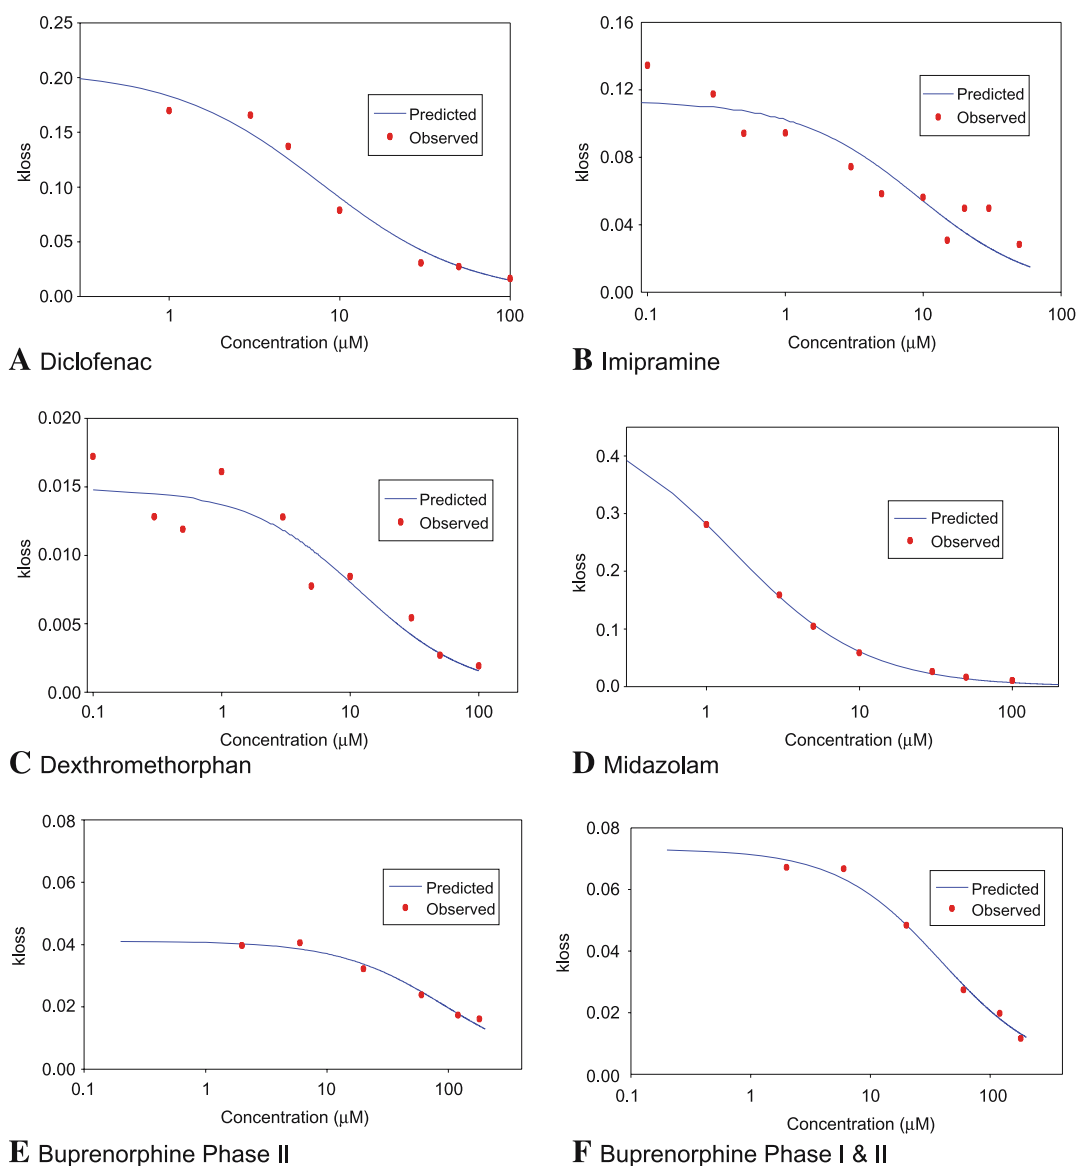 0.25
0.20
0.15
0.10
0.05
0.00
kloss
Predicted
Observed
1 10 100
Concentration (μM)
A Diclofenac
0.16
0.12
0.08
0.04
0.00
kloss
Predicted
Observed
0.1 1 10 100
Concentration (μM)
B Imipramine
0.020
0.015
0.010
0.005
0.00
kloss
Predicted
Observed
0.1 1 10 100
Concentration (μM)
C Dexthromethorphan
0.4
0.3
0.2
0.1
0.0
kloss
Predicted
Observed
1 10 100
Concentration (μM)
D Midazolam
0.08
0.06
0.04
0.02
0.00
kloss
Predicted
Observed
0.1 1 10 100
Concentration (μM)
E Buprenorphine Phase II
0.08
0.06
0.04
0.02
0.00
kloss
Predicted
Observed
0.1 1 10 100
Concentration (μM)
F Buprenorphine Phase I & II